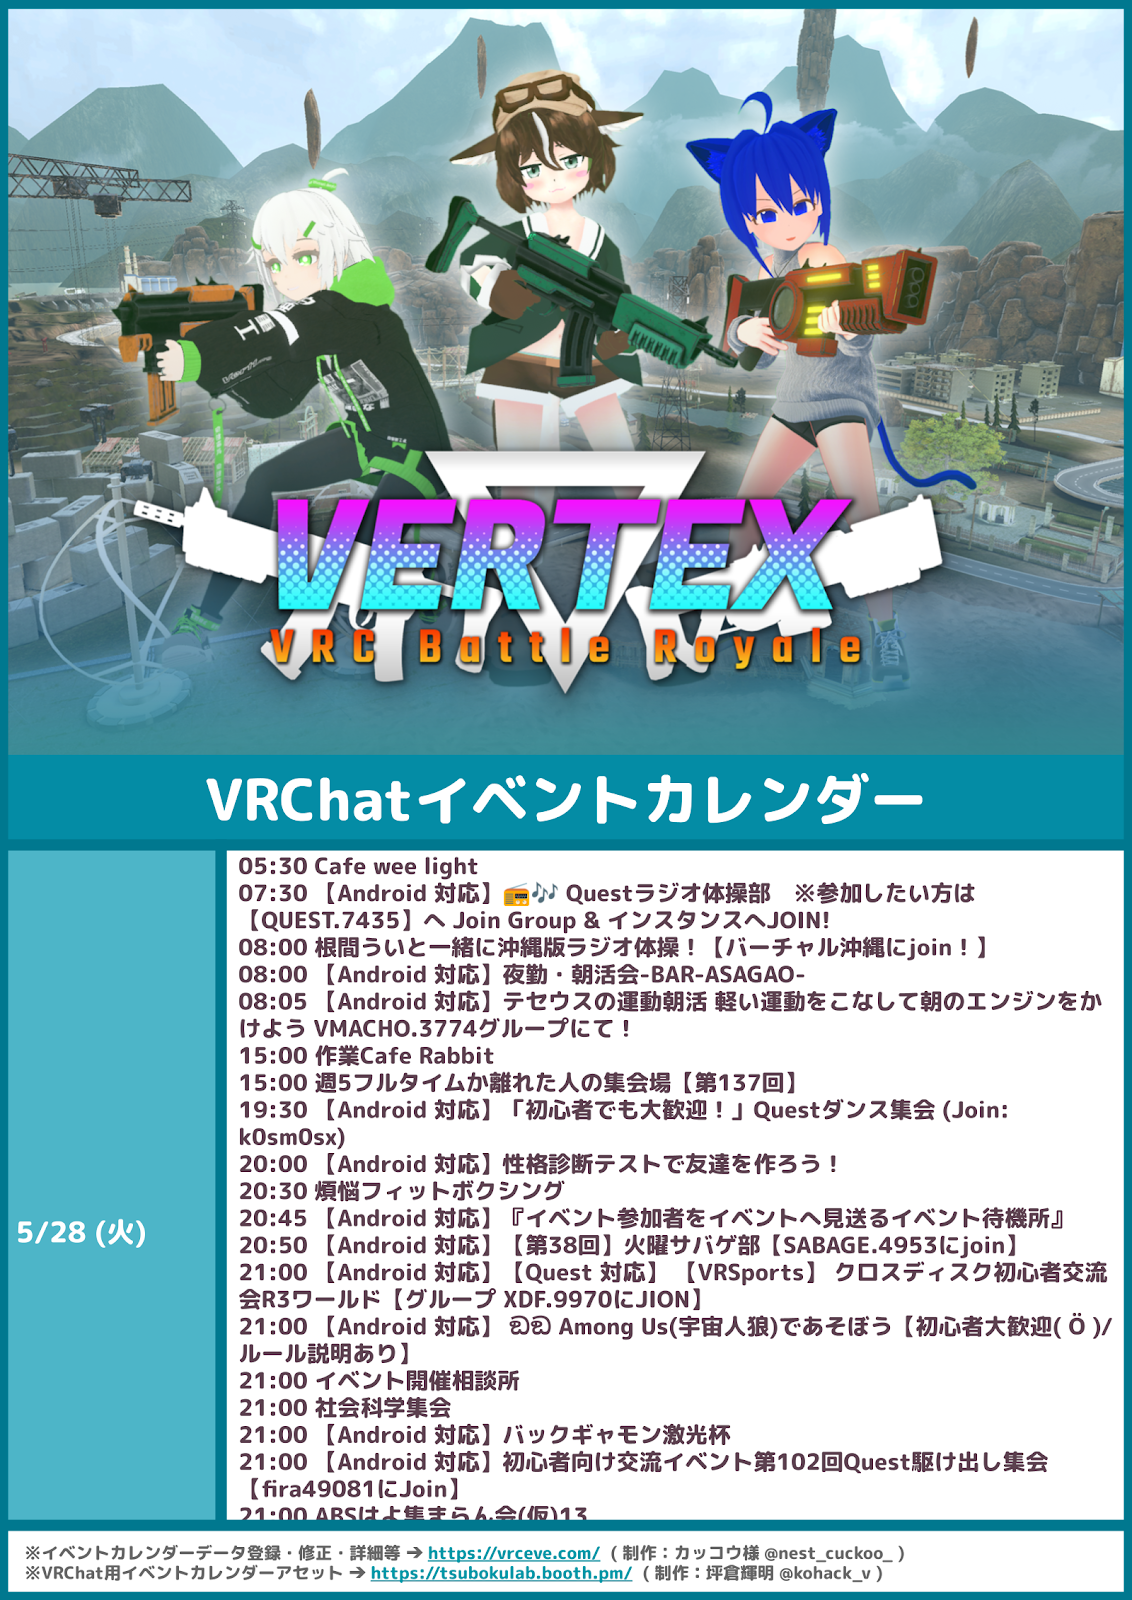 VERTEX
VRC Battle Royale
VRChatイベントカレンダー
5/28 (火)
05:30 Cafe wee light
07:30 【Android 対応】📻🎶 Questラジオ体操部　※参加したい方は
【QUEST.7435】へ Join Group & インスタンスへJOIN!
08:00 根間ういと一緒に沖縄版ラジオ体操！【バーチャル沖縄にjoin！】
08:00 【Android 対応】夜勤・朝活会-BAR-ASAGAO-
08:05 【Android 対応】テセウスの運動朝活 軽い運動をこなして朝のエンジンをか
けよう VMACHO.3774グループにて！
15:00 作業Cafe Rabbit
15:00 週5フルタイムか離れた人の集会場【第137回】
19:30 【Android 対応】「初心者でも大歓迎！」Questダンス集会 (Join:
k0sm0sx)
20:00 【Android 対応】性格診断テストで友達を作ろう！
20:30 煩悩フィットボクシング
20:45 【Android 対応】『イベント参加者をイベントへ見送るイベント待機所』
20:50 【Android 対応】【第38回】火曜サバゲ部【SABAGE.4953にjoin】
21:00 【Android 対応】【Quest 対応】 【VRSports】 クロスディスク初心者交流
会R3ワールド【グループ XDF.9970にJION】
21:00 【Android 対応】 ඞඞ Among Us(宇宙人狼)であそぼう【初心者大歓迎( Ö )/
ルール説明あり】
21:00 イベント開催相談所
21:00 社会科学集会
21:00 【Android 対応】バックギャモン激光杯
21:00 【Android 対応】初心者向け交流イベント第102回Quest駆け出し集会
【fira49081にJoin】
21:00 ABSはよ集まらん会(仮)13
※イベントカレンダーデータ登録・修正・詳細等 ➔ https://vrceve.com/ ( 制作：カッコウ様 @nest_cuckoo_ )
※VRChat用イベントカレンダーアセット ➔ https://tsubokulab.booth.pm/ ( 制作：坪倉輝明 @kohack_v )